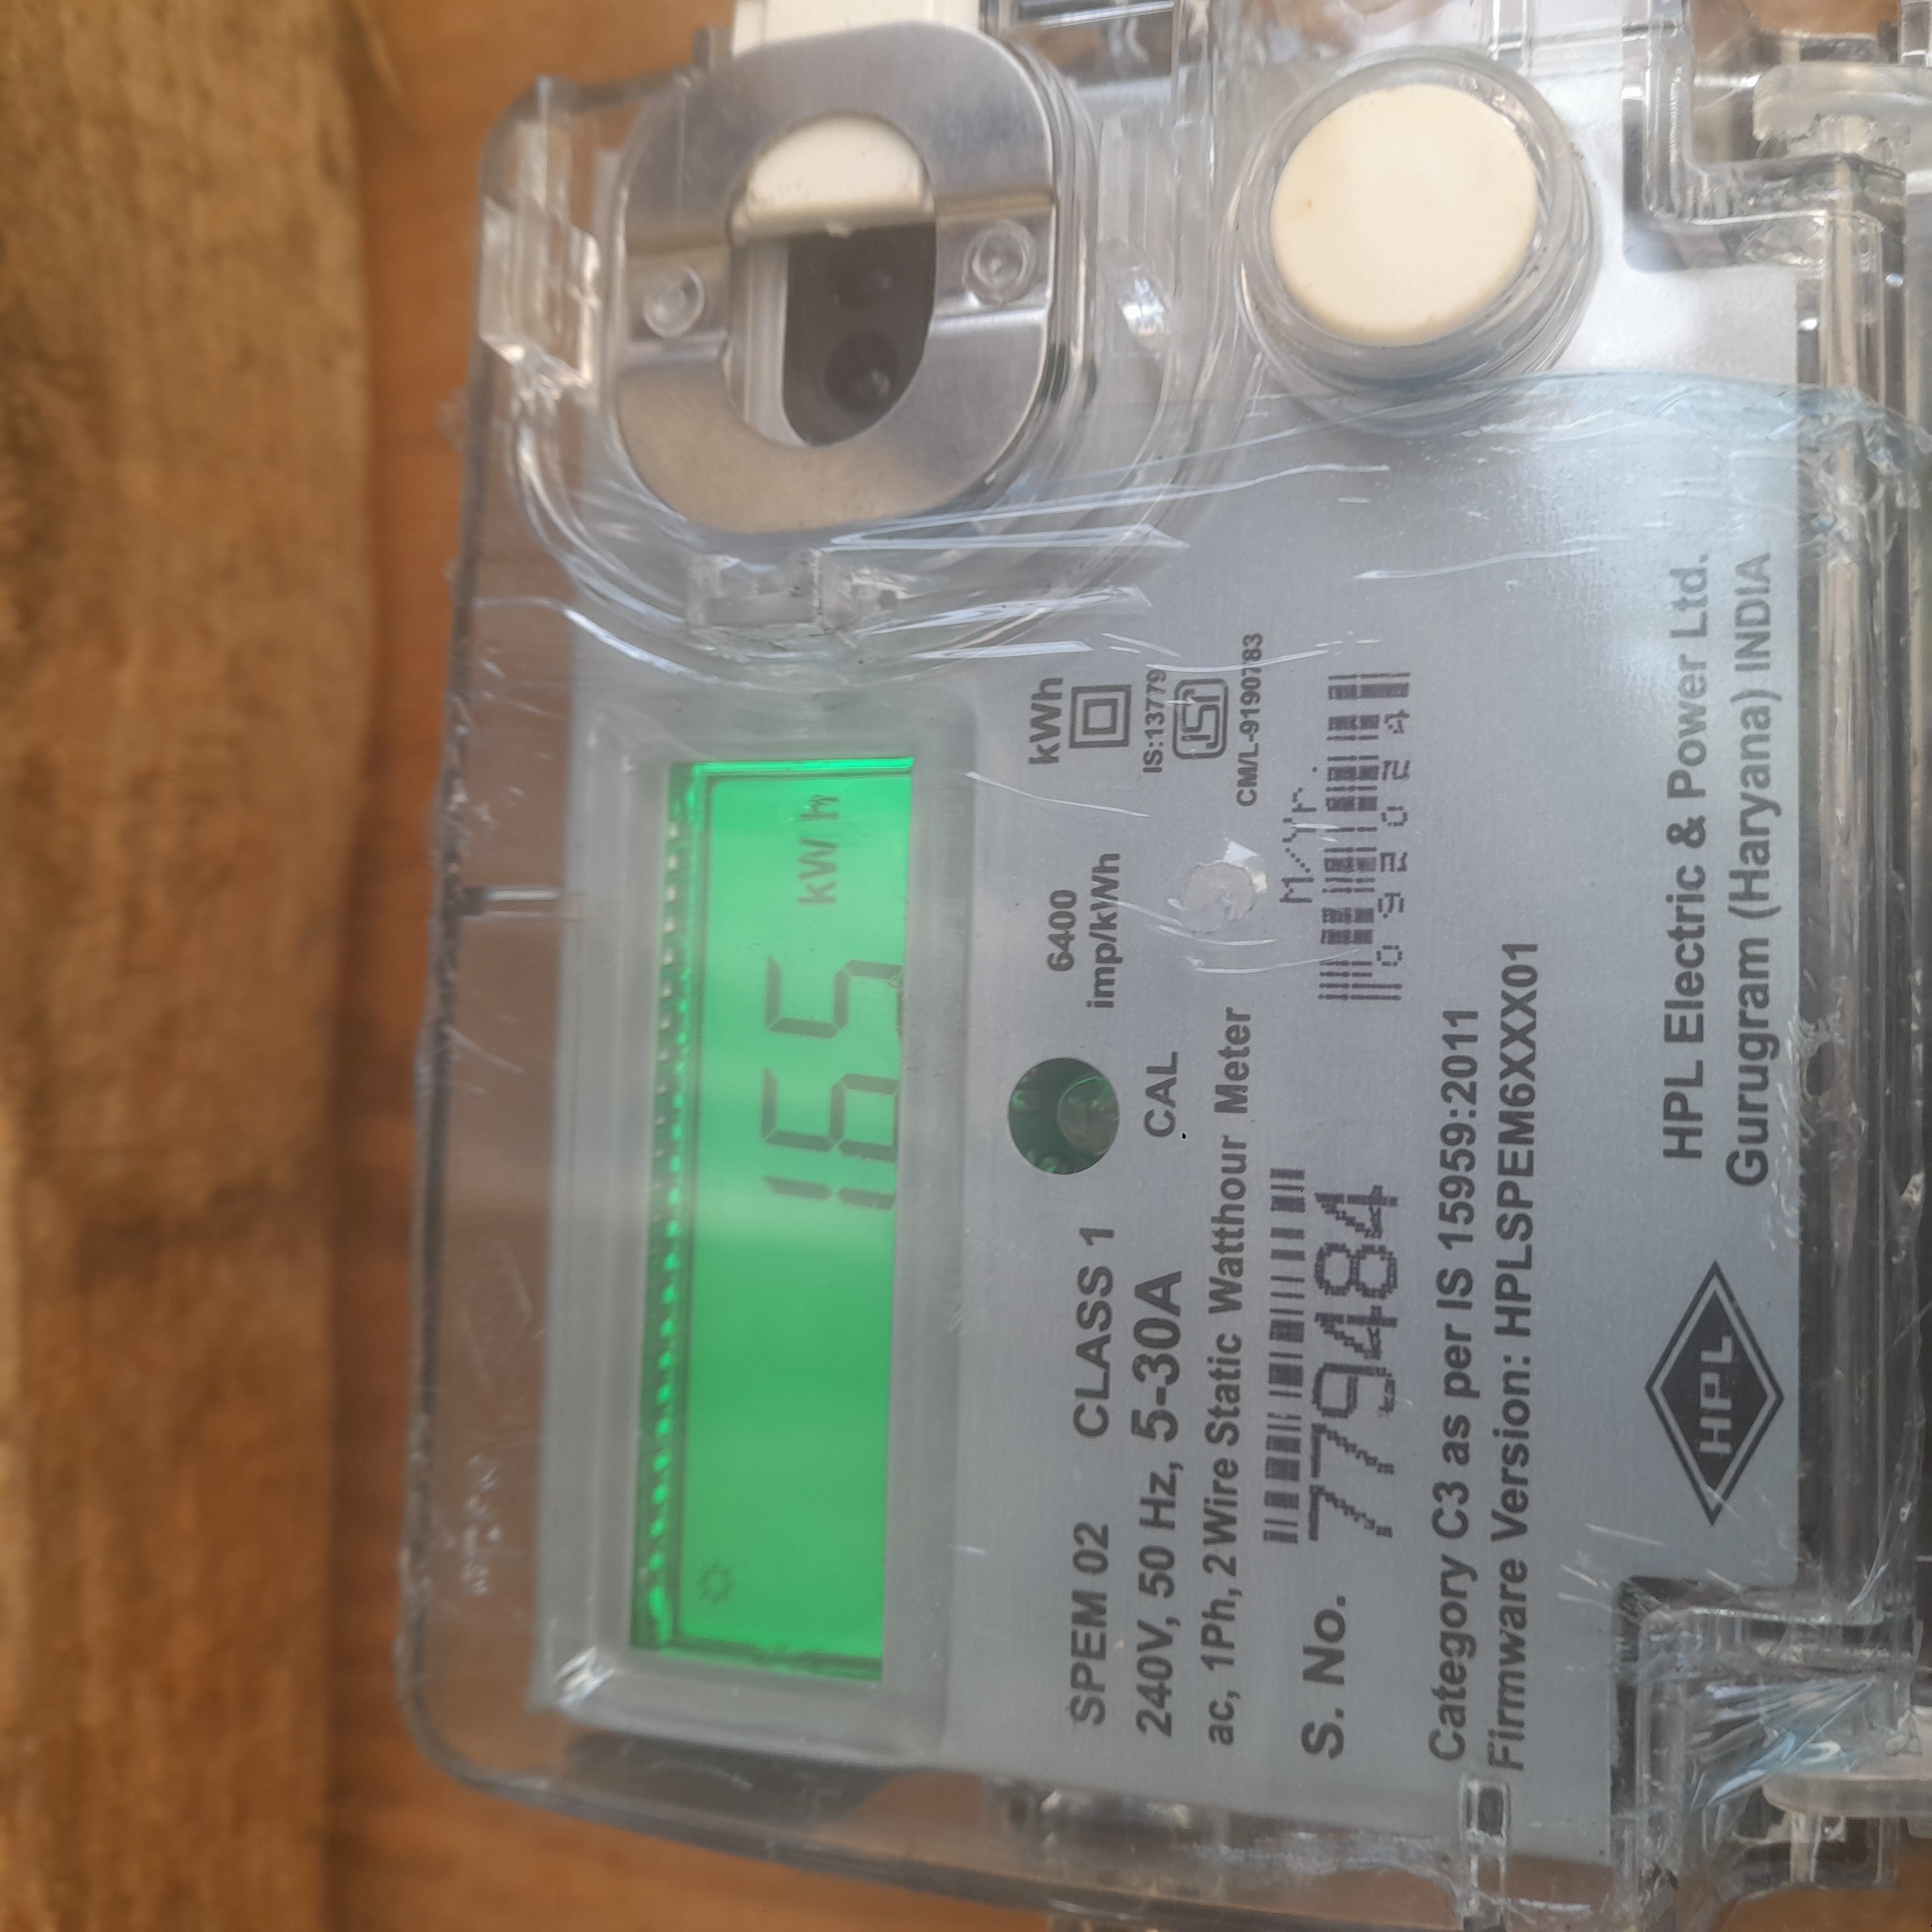 165 kWh
SPEM 02 CLASS 1 6400 imp/kWh kWh
240V, 50 Hz, 5-30A CAL
IS:13779
ac, 1Ph, 2 Wire Static Watthour Meter
CM/L-9190783
S. No. 779484
M/Yr.
Category C3 as per IS 15959:2011
Firmware Version: HPLSPEM6XXX01
HPL
HPL Electric & Power Ltd.
Gurugram (Haryana) INDIA